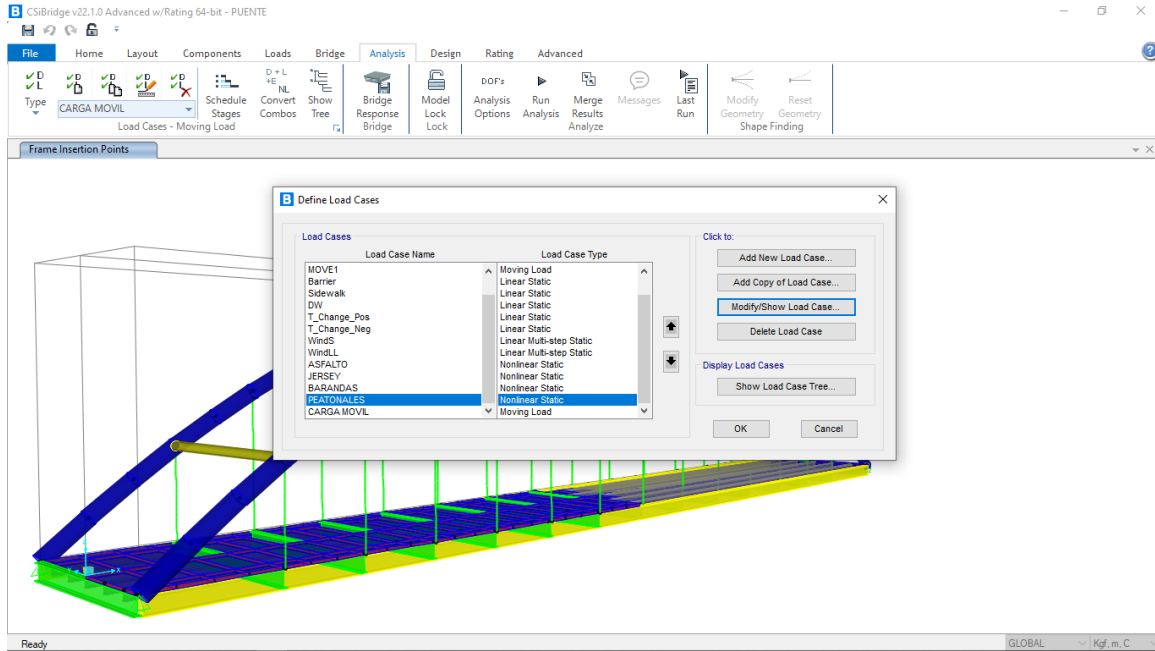 CSiBridge v22.1.0 Advanced w/Rating 64-bit - PUENTE
File Home Layout Components Loads Bridge Analysis Design Rating Advanced
Type
CARGA MOVIL
Schedule Stages
D + L +E NL
Convert Combos
Show Tree
Bridge Response
Model Lock
DOF's
Analysis Options
Run Analysis
Merge Results
Messages
Last Run
Modify Geometry
Reset Geometry
Load Cases - Moving Load Bridge Lock Analyze Shape Finding
Frame Insertion Points
Define Load Cases
Load Cases
Load Case Name Load Case Type
MOVE1 Moving Load
Barrier Linear Static
Sidewalk Linear Static
DW Linear Static
T_Change_Pos Linear Static
T_Change_Neg Linear Static
WindS Linear Multi-step Static
WindLL Linear Multi-step Static
ASFALTO Nonlinear Static
JERSEY Nonlinear Static
BARANDAS Nonlinear Static
PEATONALES Nonlinear Static
CARGA MOVIL Moving Load
Click to:
Add New Load Case...
Add Copy of Load Case...
Modify/Show Load Case...
Delete Load Case
Display Load Cases
Show Load Case Tree...
OK Cancel
X
Ready GLOBAL Kgf, m, C